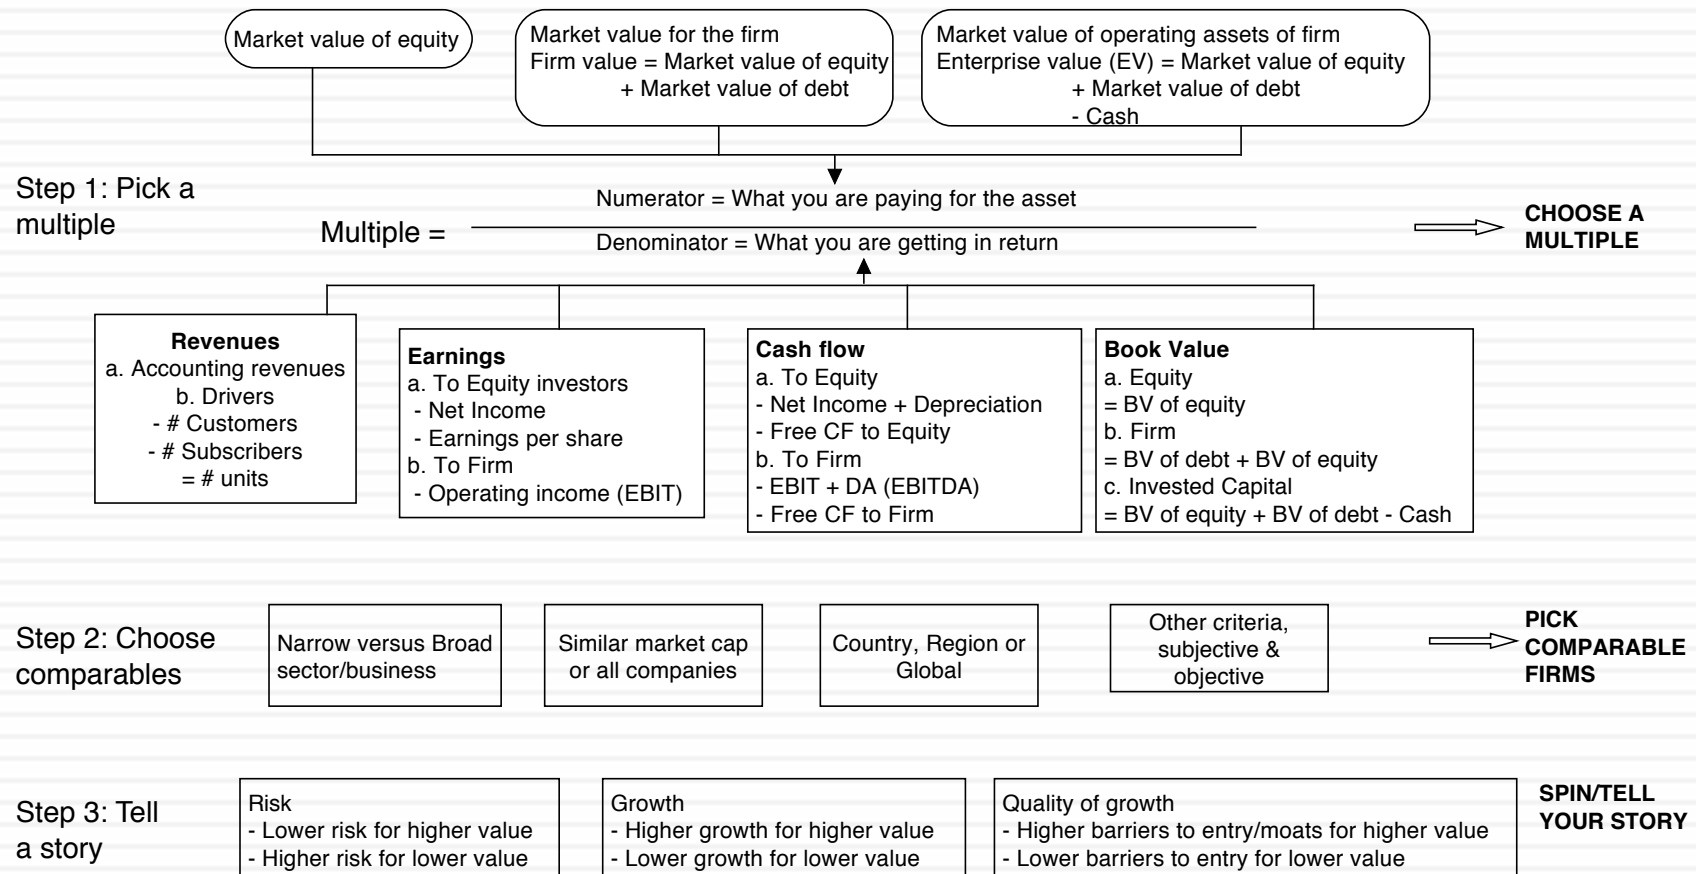 Market value of equity
Market value for the firm
Firm value = Market value of equity
+ Market value of debt
Market value of operating assets of firm
Enterprise value (EV) = Market value of equity
+ Market value of debt
- Cash
Step 1: Pick a
multiple
Multiple =
Numerator = What you are paying for the asset
Denominator = What you are getting in return
CHOOSE A
MULTIPLE
Revenues
a. Accounting revenues
b. Drivers
- # Customers
- # Subscribers
= # units
Earnings
a. To Equity investors
- Net Income
- Earnings per share
b. To Firm
- Operating income (EBIT)
Cash flow
a. To Equity
- Net Income + Depreciation
- Free CF to Equity
b. To Firm
- EBIT + DA (EBITDA)
- Free CF to Firm
Book Value
a. Equity
= BV of equity
b. Firm
= BV of debt + BV of equity
c. Invested Capital
= BV of equity + BV of debt - Cash
Step 2: Choose
comparables
Narrow versus Broad
sector/business
Similar market cap
or all companies
Country, Region or
Global
Other criteria,
subjective &
objective
PICK
COMPARABLE
FIRMS
Step 3: Tell
a story
Risk
- Lower risk for higher value
- Higher risk for lower value
Growth
- Higher growth for higher value
- Lower growth for lower value
Quality of growth
- Higher barriers to entry/moats for higher value
- Lower barriers to entry for lower value
SPIN/TELL
YOUR STORY